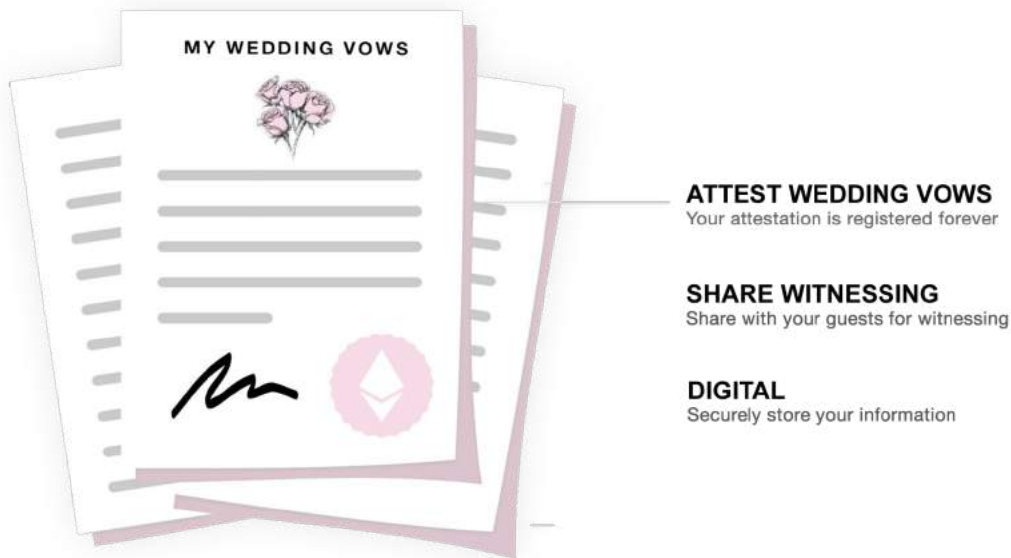 MY WEDDING VOWS
ATTEST WEDDING VOWS
Your attestation is registered forever
SHARE WITNESSING
Share with your guests for witnessing
DIGITAL
Securely store your information